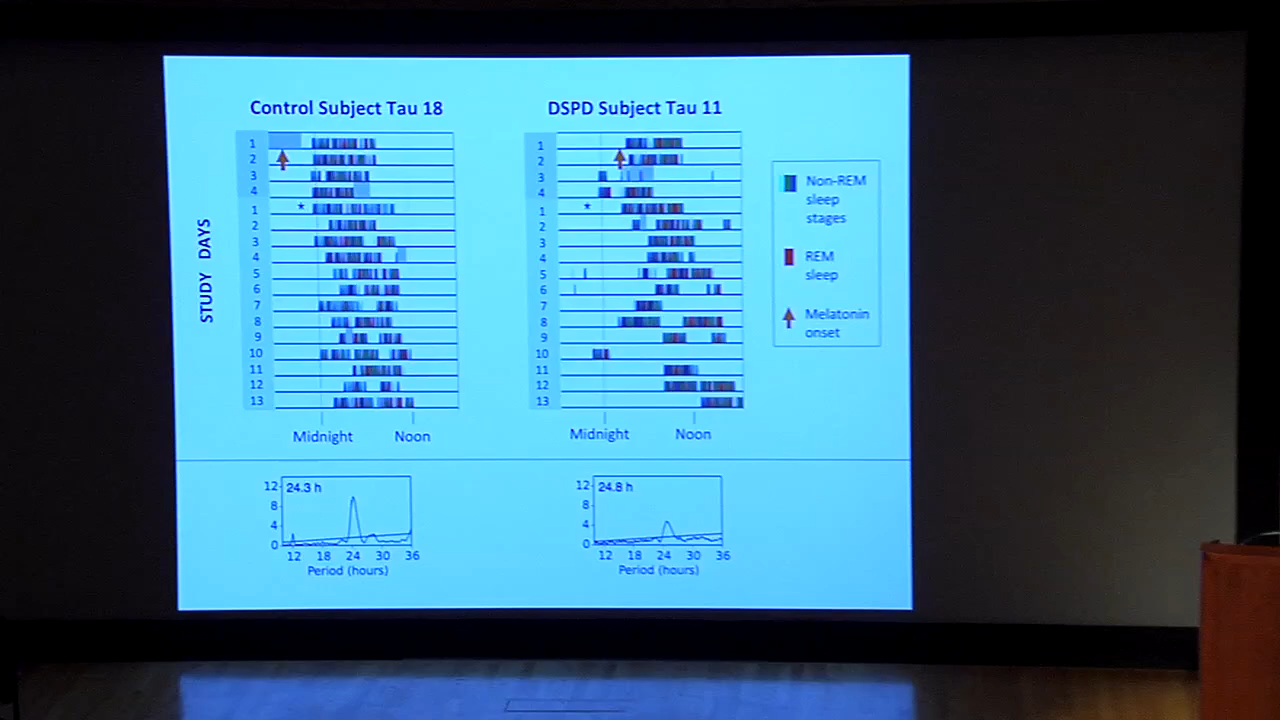 Control Subject Tau 18
DSPD Subject Tau 11
STUDY DAYS
1
2
3
4
*
1
2
3
4
5
6
7
8
9
10
11
12
13
Midnight
Noon
1
2
3
4
*
1
2
3
4
5
6
7
8
9
10
11
12
13
Midnight
Noon
Non-REM
sleep
stages
REM
sleep
Melatonin
onset
24.3 h
12
8
4
0
12 18 24 30 36
Period (hours)
24.8 h
12
8
4
0
12 18 24 30 36
Period (hours)